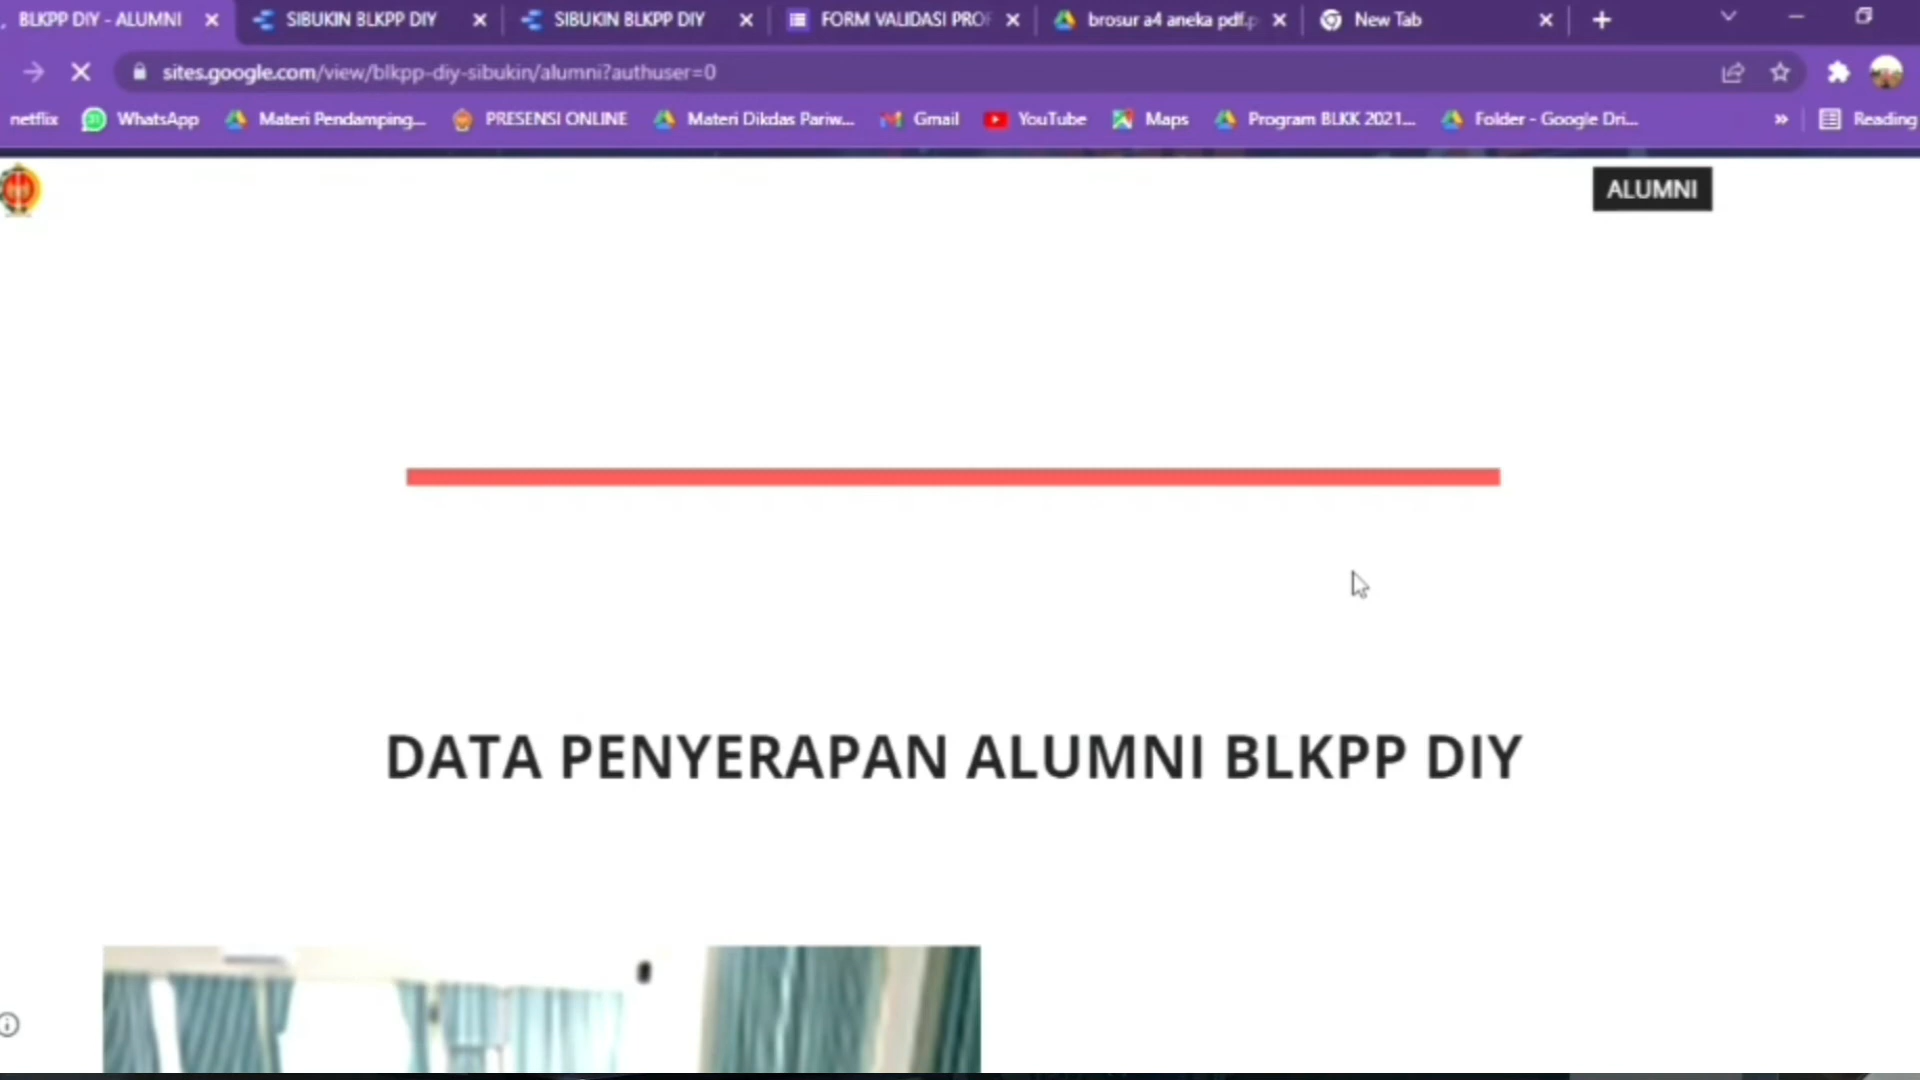 BLKPP DIY - ALUMNI
SIBUKIN BLKPP DIY
SIBUKIN BLKPP DIY
FORM VALIDASI PROF
brosur a4 aneka pdf.p
New Tab
sites.google.com/view/blkpp-diy-sibukin/alumni?authuser=0
netflix
WhatsApp
Materi Pendamping...
PRESENSI ONLINE
Materi Dikdas Pariw...
Gmail
YouTube
Maps
Program BLKK 2021...
Folder - Google Dri...
»
Reading
ALUMNI
DATA PENYERAPAN ALUMNI BLKPP DIY